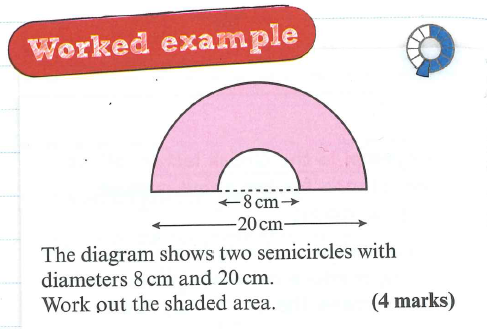 Worked example
8 cm
20 cm
The diagram shows two semicircles with
diameters 8 cm and 20 cm.
Work out the shaded area. (4 marks)